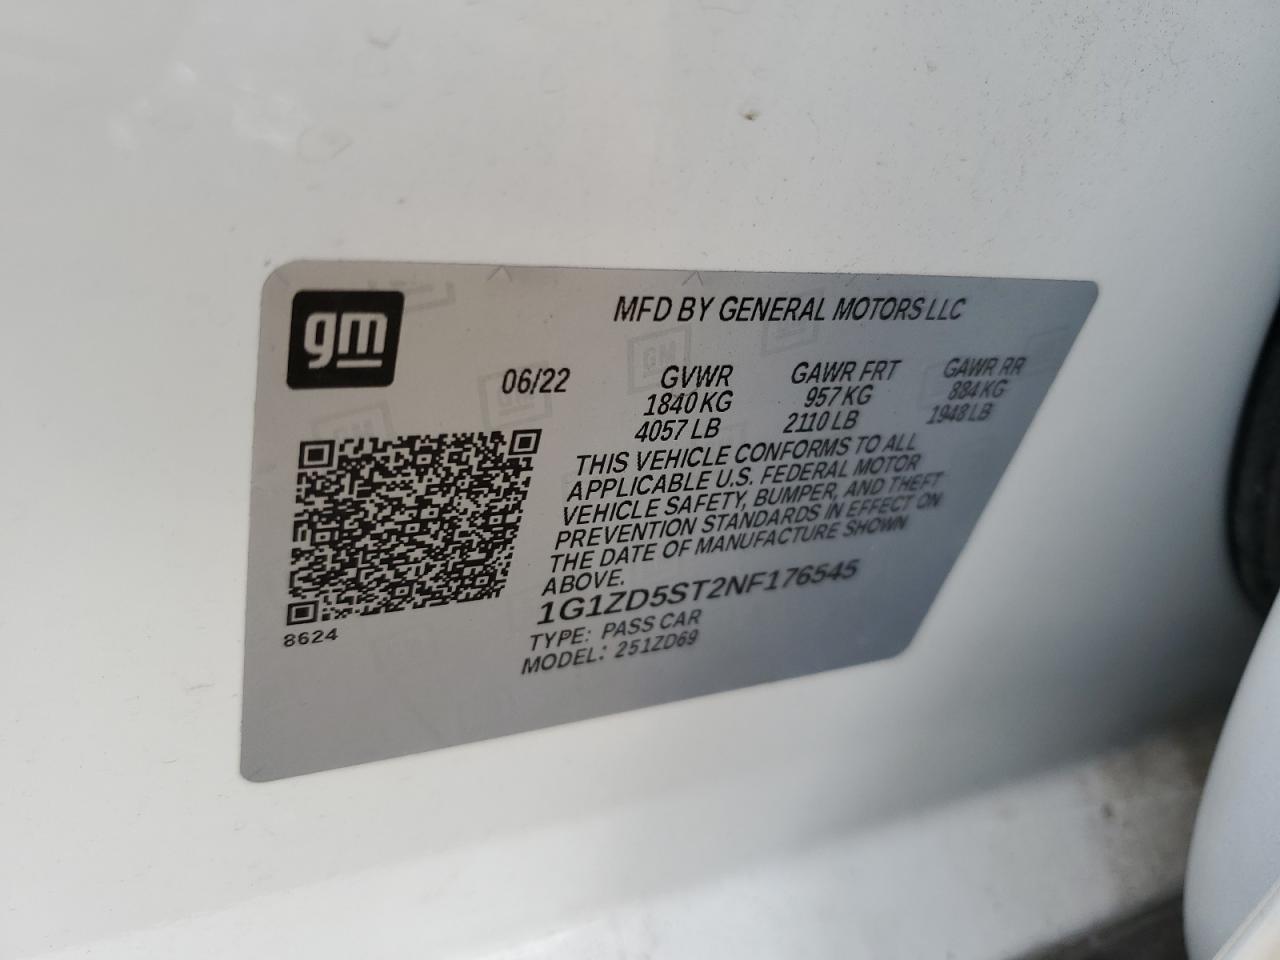 gm
MFD BY GENERAL MOTORS LLC
06/22 GVWR GAWR FRT GAWR RR
1840 KG 957 KG 884 KG
4057 LB 2110 LB 1948 LB
THIS VEHICLE CONFORMS TO ALL
APPLICABLE U.S. FEDERAL MOTOR
VEHICLE SAFETY, BUMPER, AND THEFT
PREVENTION STANDARDS IN EFFECT ON
THE DATE OF MANUFACTURE SHOWN
ABOVE.
1G1ZD5ST2NF176545
TYPE: PASS CAR
MODEL: 251ZD69
8624